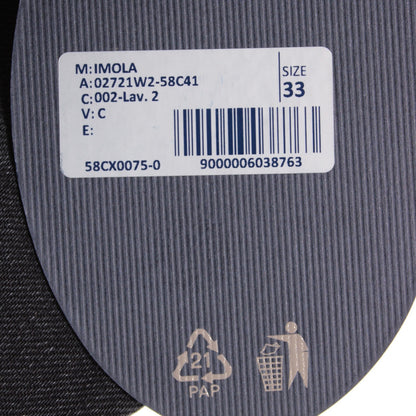 M: IMOLA
A: 02721W2-58C41
C: 002-Lav. 2
V: C
E:
SIZE
33
58CX0075-0 9000006038763
21
PAP